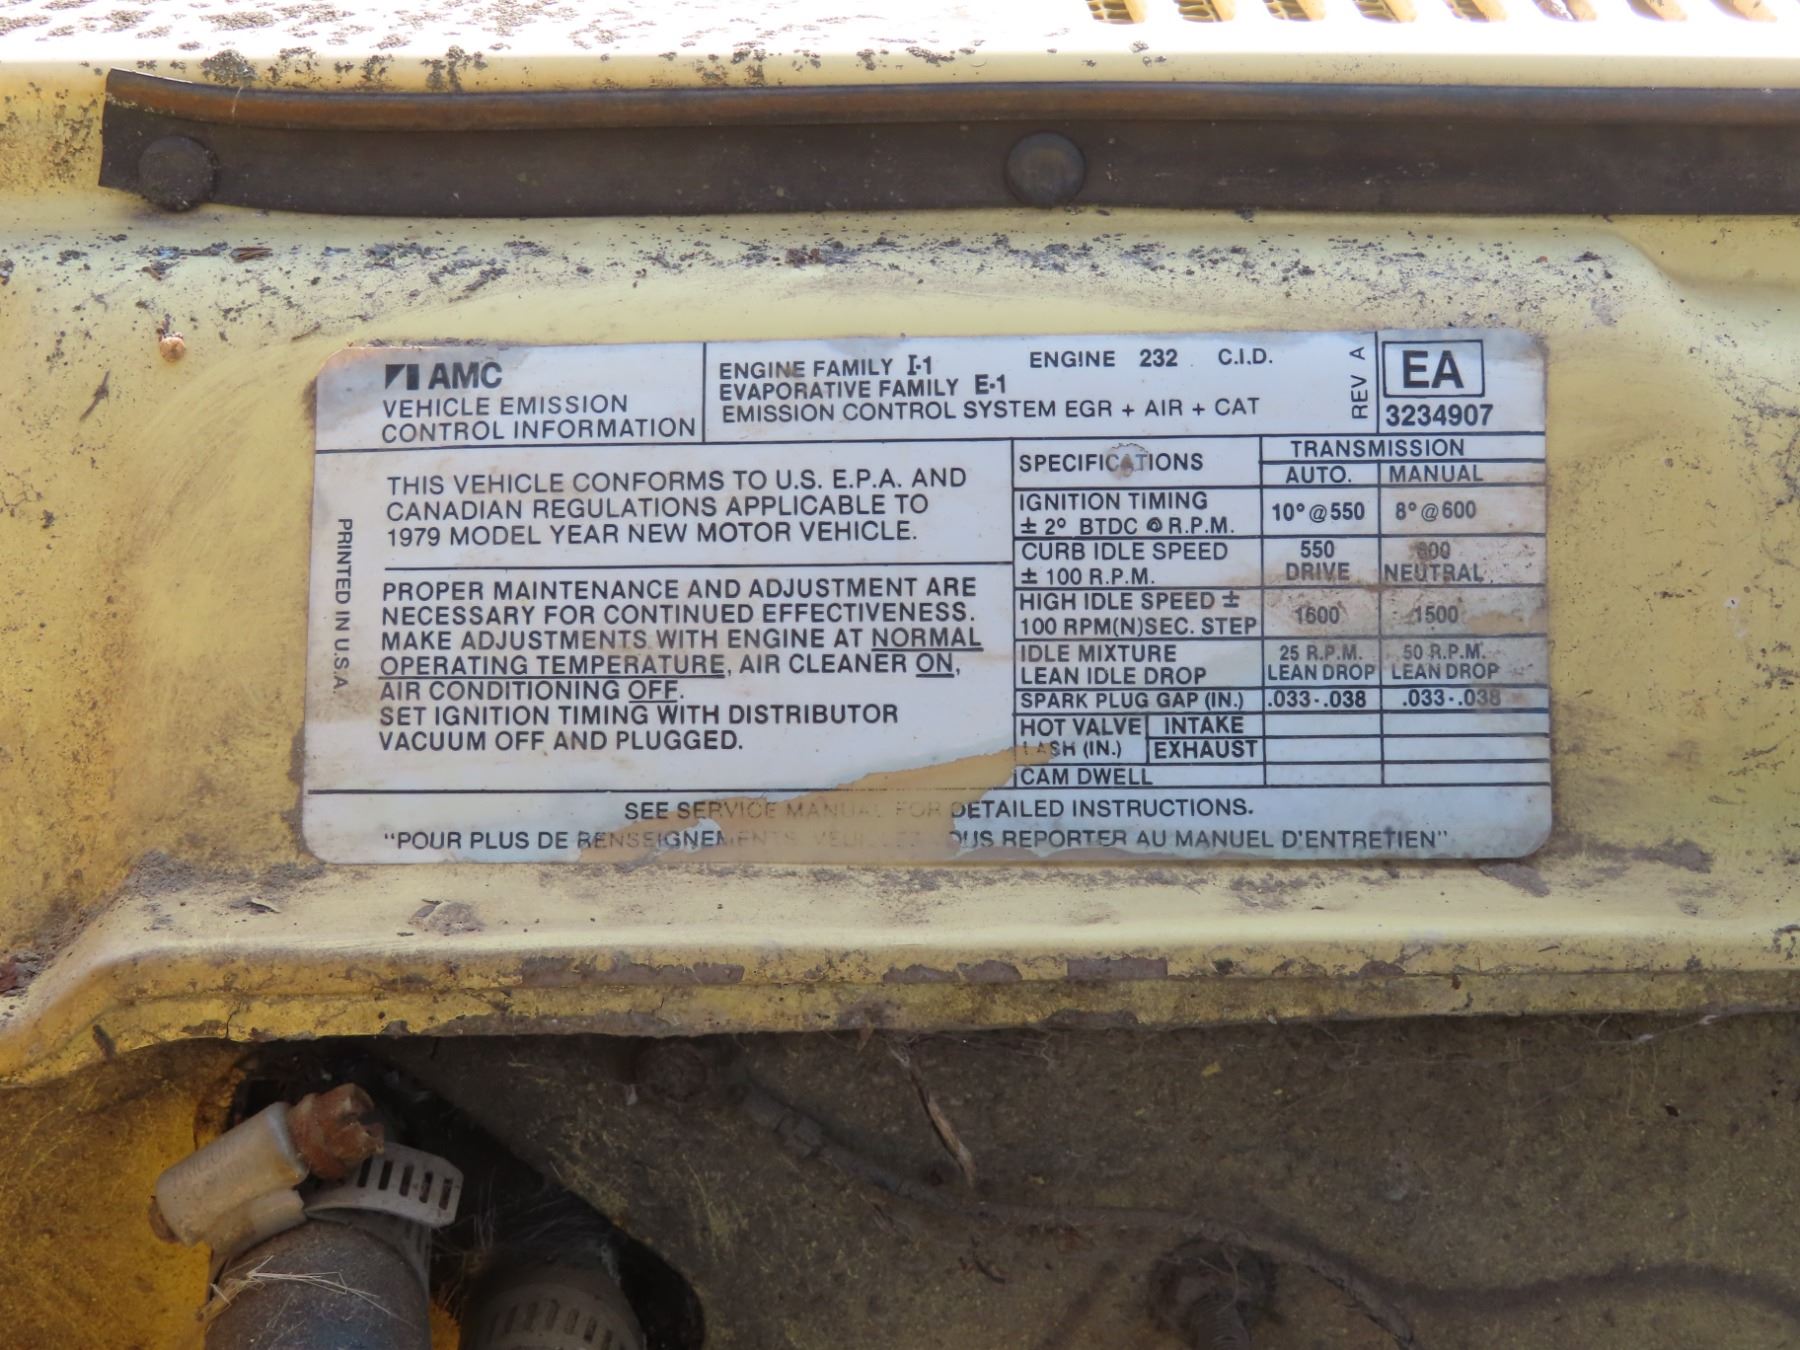 AMC
VEHICLE EMISSION
CONTROL INFORMATION
ENGINE FAMILY I-1 ENGINE 232 C.I.D.
EVAPORATIVE FAMILY E-1
EMISSION CONTROL SYSTEM EGR + AIR + CAT
REV A
EA
3234907
PRINTED IN U.S.A.
THIS VEHICLE CONFORMS TO U.S. E.P.A. AND
CANADIAN REGULATIONS APPLICABLE TO
1979 MODEL YEAR NEW MOTOR VEHICLE.
PROPER MAINTENANCE AND ADJUSTMENT ARE
NECESSARY FOR CONTINUED EFFECTIVENESS.
MAKE ADJUSTMENTS WITH ENGINE AT NORMAL
OPERATING TEMPERATURE, AIR CLEANER ON,
AIR CONDITIONING OFF.
SET IGNITION TIMING WITH DISTRIBUTOR
VACUUM OFF AND PLUGGED.
SPECIFICATIONS TRANSMISSION
AUTO. MANUAL
IGNITION TIMING
± 2° BTDC @ R.P.M. 10° @ 550 8° @ 600
CURB IDLE SPEED 550
± 100 R.P.M. DRIVE NEUTRAL
HIGH IDLE SPEED ±
100 RPM(N)SEC. STEP 1600 1500
IDLE MIXTURE 25 R.P.M. 50 R.P.M.
LEAN IDLE DROP LEAN DROP LEAN DROP
SPARK PLUG GAP (IN.) .033-.038 .033-.038
HOT VALVE INTAKE
LASH (IN.) EXHAUST
CAM DWELL
SEE SERVICE MANUAL FOR DETAILED INSTRUCTIONS.
"POUR PLUS DE RENSEIGNEMENTS, REPORTER AU MANUEL D'ENTRETIEN"